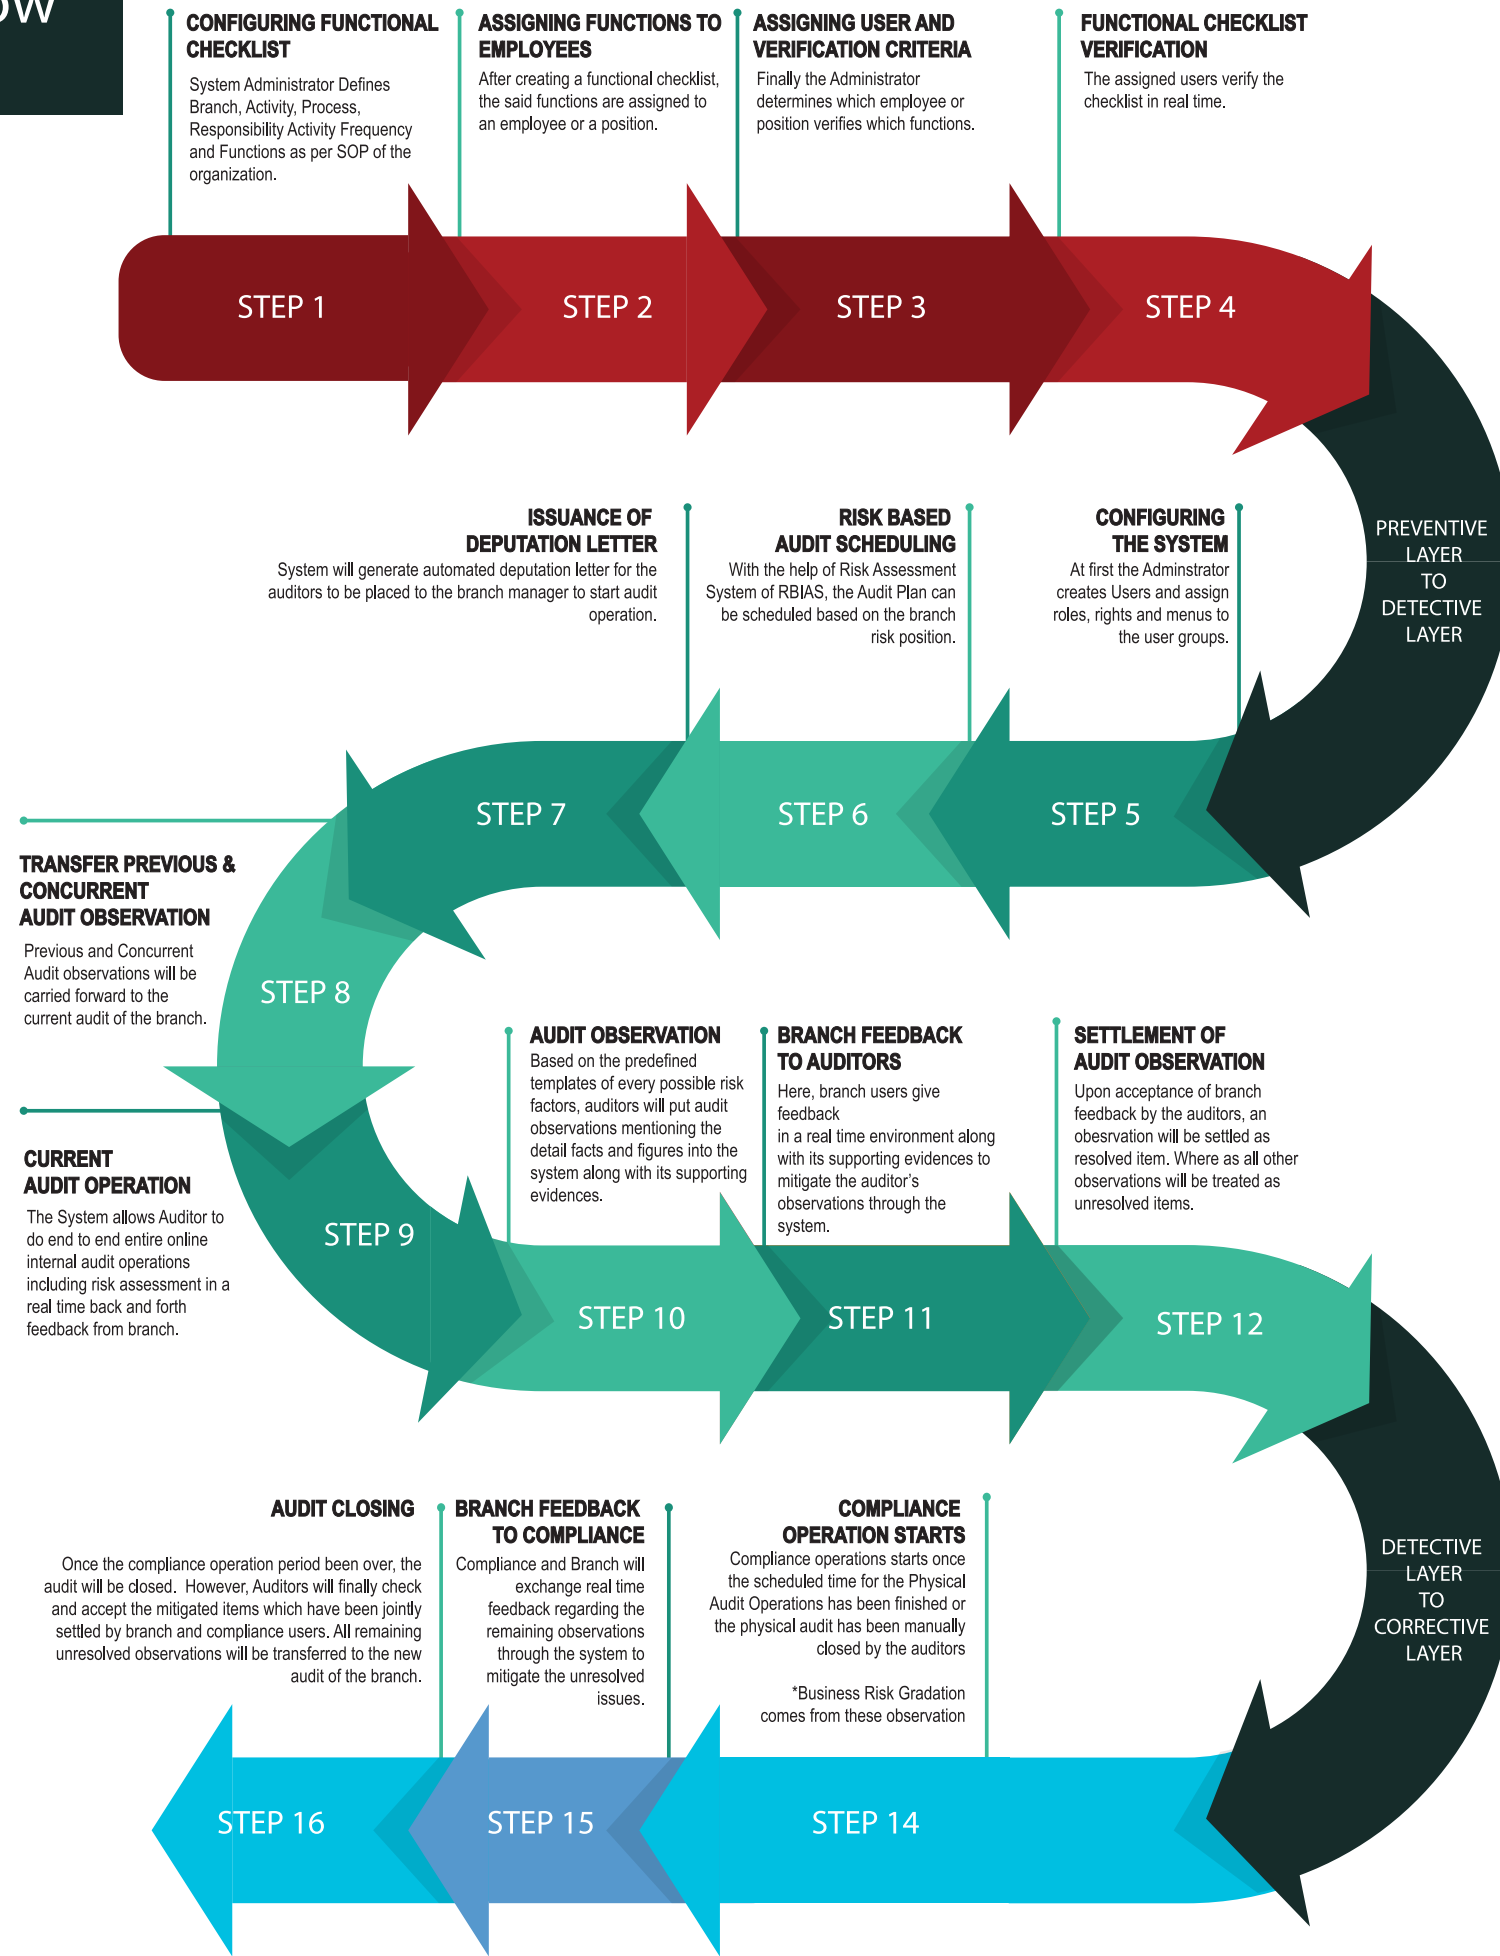 CONFIGURING FUNCTIONAL
CHECKLIST
System Administrator Defines
Branch, Activity, Process,
Responsibility Activity Frequency
and Functions as per SOP of the
organization.
ASSIGNING FUNCTIONS TO
EMPLOYEES
After creating a functional checklist,
the said functions are assigned to
an employee or a position.
ASSIGNING USER AND
VERIFICATION CRITERIA
Finally the Administrator
determines which employee or
position verifies which functions.
FUNCTIONAL CHECKLIST
VERIFICATION
The assigned users verify the
checklist in real time.
STEP 1
STEP 2
STEP 3
STEP 4
PREVENTIVE
LAYER
TO
DETECTIVE
LAYER
CONFIGURING
THE SYSTEM
At first the Adminstrator
creates Users and assign
roles, rights and menus to
the user groups.
RISK BASED
AUDIT SCHEDULING
With the help of Risk Assessment
System of RBIAS, the Audit Plan can
be scheduled based on the branch
risk position.
ISSUANCE OF
DEPUTATION LETTER
System will generate automated deputation letter for the
auditors to be placed to the branch manager to start audit
operation.
STEP 5
STEP 6
STEP 7
TRANSFER PREVIOUS &
CONCURRENT
AUDIT OBSERVATION
Previous and Concurrent
Audit observations will be
carried forward to the
current audit of the branch.
STEP 8
CURRENT
AUDIT OPERATION
The System allows Auditor to
do end to end entire online
internal audit operations
including risk assessment in a
real time back and forth
feedback from branch.
STEP 9
AUDIT OBSERVATION
Based on the predefined
templates of every possible risk
factors, auditors will put audit
observations mentioning the
detail facts and figures into the
system along with its supporting
evidences.
BRANCH FEEDBACK
TO AUDITORS
Here, branch users give
feedback
in a real time environment along
with its supporting evidences to
mitigate the auditor's
observations through the
system.
SETTLEMENT OF
AUDIT OBSERVATION
Upon acceptance of branch
feedback by the auditors, an
obesrvation will be settled as
resolved item. Where as all other
observations will be treated as
unresolved items.
STEP 10
STEP 11
STEP 12
DETECTIVE
LAYER
TO
CORRECTIVE
LAYER
COMPLIANCE
OPERATION STARTS
Compliance operations starts once
the scheduled time for the Physical
Audit Operations has been finished or
the physical audit has been manually
closed by the auditors
*Business Risk Gradation
comes from these observation
BRANCH FEEDBACK
TO COMPLIANCE
Compliance and Branch will
exchange real time
feedback regarding the
remaining observations
through the system to
mitigate the unresolved
issues.
AUDIT CLOSING
Once the compliance operation period been over, the
audit will be closed. However, Auditors will finally check
and accept the mitigated items which have been jointly
settled by branch and compliance users. All remaining
unresolved observations will be transferred to the new
audit of the branch.
STEP 14
STEP 15
STEP 16